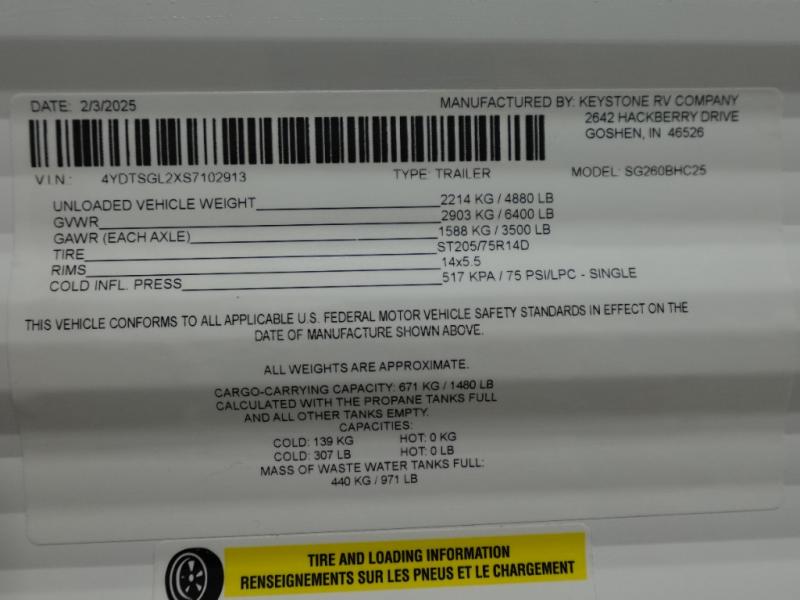 DATE: 2/3/2025
MANUFACTURED BY: KEYSTONE RV COMPANY
2642 HACKBERRY DRIVE
GOSHEN, IN 46526
V.I.N.: 4YDTSGL2XS7102913 TYPE: TRAILER MODEL: SG260BHC25
UNLOADED VEHICLE WEIGHT 2214 KG / 4880 LB
GVWR 2903 KG / 6400 LB
GAWR (EACH AXLE) 1588 KG / 3500 LB
TIRE ST205/75R14D
RIMS 14x5.5
COLD INFL. PRESS 517 KPA / 75 PSI/LPC - SINGLE
THIS VEHICLE CONFORMS TO ALL APPLICABLE U.S. FEDERAL MOTOR VEHICLE SAFETY STANDARDS IN EFFECT ON THE
DATE OF MANUFACTURE SHOWN ABOVE.
ALL WEIGHTS ARE APPROXIMATE.
CARGO-CARRYING CAPACITY: 671 KG / 1480 LB
CALCULATED WITH THE PROPANE TANKS FULL
AND ALL OTHER TANKS EMPTY.
CAPACITIES:
COLD: 139 KG HOT: 0 KG
COLD: 307 LB HOT: 0 LB
MASS OF WASTE WATER TANKS FULL:
440 KG / 971 LB
TIRE AND LOADING INFORMATION
RENSEIGNEMENTS SUR LES PNEUS ET LE CHARGEMENT